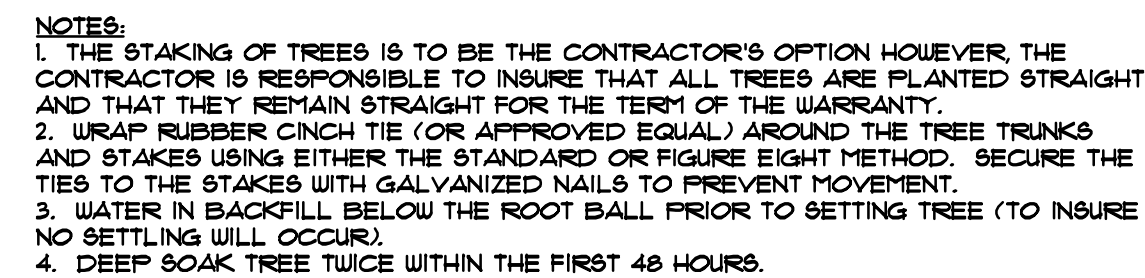 NOTES:
1. THE STAKING OF TREES IS TO BE THE CONTRACTOR'S OPTION HOWEVER, THE
CONTRACTOR IS RESPONSIBLE TO INSURE THAT ALL TREES ARE PLANTED STRAIGHT
AND THAT THEY REMAIN STRAIGHT FOR THE TERM OF THE WARRANTY.
2. WRAP RUBBER CINCH TIE (OR APPROVED EQUAL) AROUND THE TREE TRUNKS
AND STAKES USING EITHER THE STANDARD OR FIGURE EIGHT METHOD. SECURE THE
TIES TO THE STAKES WITH GALVANIZED NAILS TO PREVENT MOVEMENT.
3. WATER IN BACKFILL BELOW THE ROOT BALL PRIOR TO SETTING TREE (TO INSURE
NO SETTLING WILL OCCUR).
4. DEEP SOAK TREE TWICE WITHIN THE FIRST 48 HOURS.